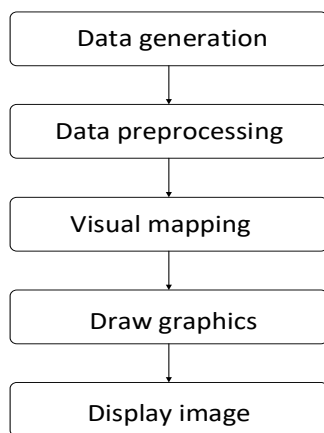 Data generation
Data preprocessing
Visual mapping
Draw graphics
Display image